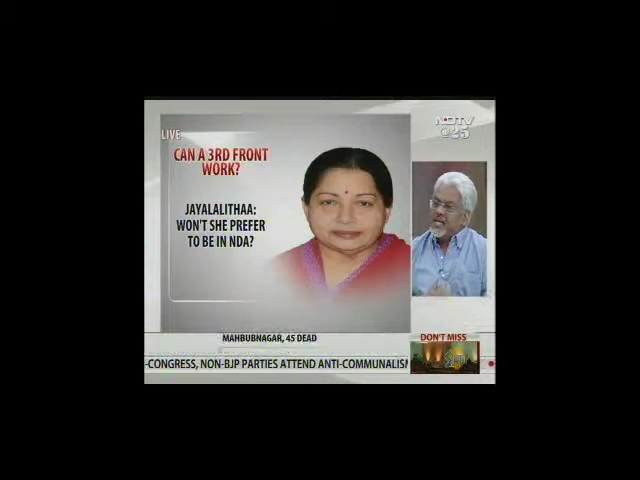 LIVE
NDTV
25
CAN A 3RD FRONT
WORK?
JAYALALITHAA:
WON'T SHE PREFER
TO BE IN NDA?
MAHBUBNAGAR, 45 DEAD
DON'T MISS
-CONGRESS, NON-BJP PARTIES ATTEND ANTI-COMMUNALISM